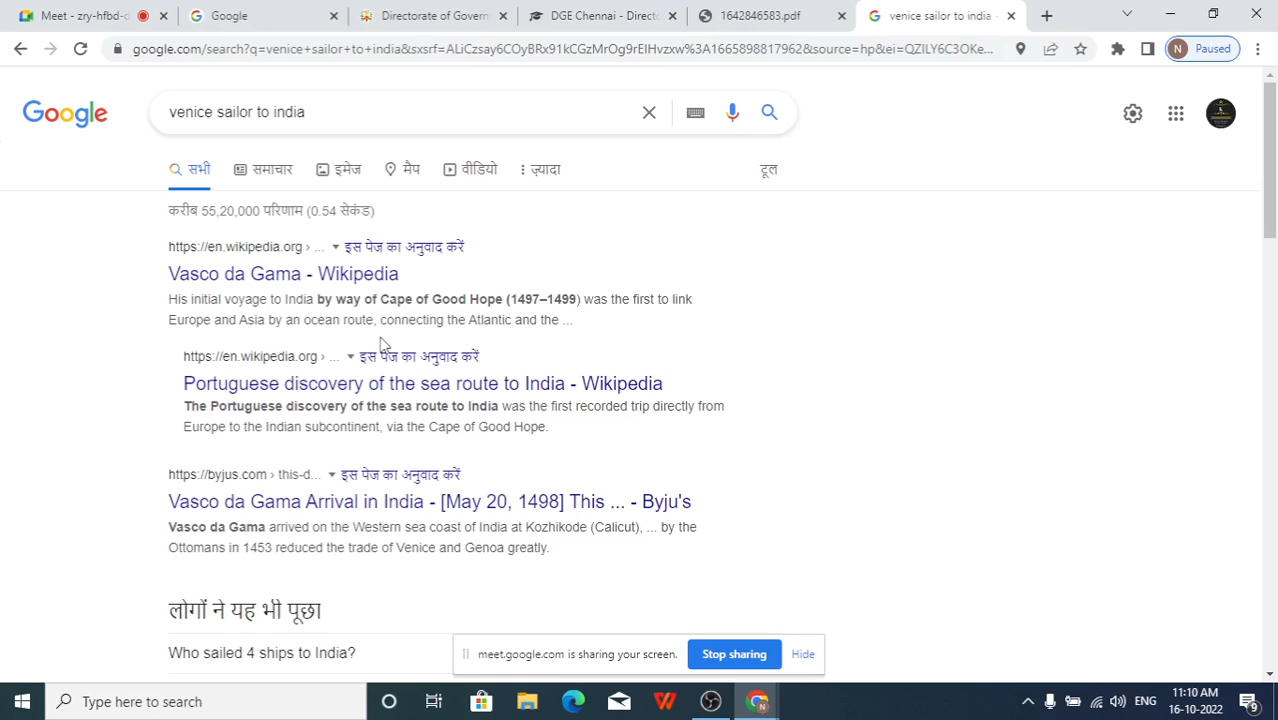 Meet - zry-hfbd-
Google
Directorate of Govern
DGE Chennai - Direct
1642846583.pdf
venice sailor to india -
google.com/search?q=venice+sailor+to+india&sxsrf=ALiCzsay6COyBRx91kCGzMrOg9rEIHvzxw%3A1665898817962&source=hp&ei=QZILY6C3OKe...
N Paused
Google
venice sailor to india
सभी
समाचार
इमेज
मैप
वीडियो
ज़्यादा
टूल
करीब 55,20,000 परिणाम (0.54 सेकंड)
https://en.wikipedia.org › ... इस पेज का अनुवाद करें
Vasco da Gama - Wikipedia
His initial voyage to India by way of Cape of Good Hope (1497–1499) was the first to link
Europe and Asia by an ocean route, connecting the Atlantic and the ...
https://en.wikipedia.org › ... इस पेज का अनुवाद करें
Portuguese discovery of the sea route to India - Wikipedia
The Portuguese discovery of the sea route to India was the first recorded trip directly from
Europe to the Indian subcontinent, via the Cape of Good Hope.
https://byjus.com › this-d... इस पेज का अनुवाद करें
Vasco da Gama Arrival in India - [May 20, 1498] This ... - Byju's
Vasco da Gama arrived on the Western sea coast of India at Kozhikode (Calicut), ... by the
Ottomans in 1453 reduced the trade of Venice and Genoa greatly.
लोगों ने यह भी पूछा
Who sailed 4 ships to India?
meet.google.com is sharing your screen.
Stop sharing
Hide
Type here to search
ENG
11:10 AM
16-10-2022
9